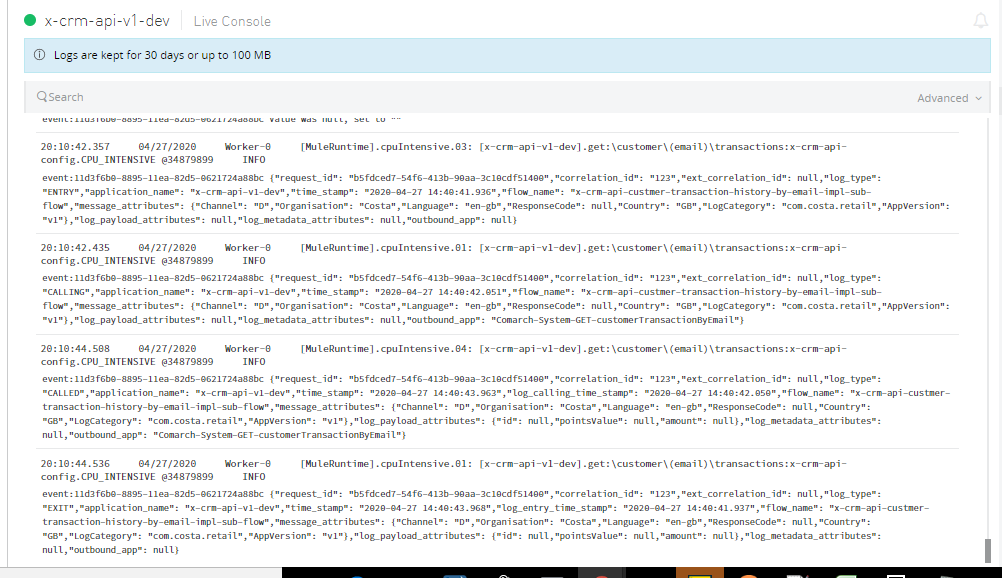 x-crm-api-v1-dev Live Console
Logs are kept for 30 days or up to 100 MB
Search Advanced
event:11d3f6b0-8895-11ea-82d5-0621724a88bc Value was null, set to ""
20:10:42.357 04/27/2020 Worker-0 [MuleRuntime].cpuIntensive.03: [x-crm-api-v1-dev].get:\customer\(email)\transactions:x-crm-api-
config.CPU_INTENSIVE @34879899 INFO
event:11d3f6b0-8895-11ea-82d5-0621724a88bc {"request_id": "b5fdced7-54f6-413b-90aa-3c10cdf51400","correlation_id": "123","ext_correlation_id": null,"log_type":
"ENTRY","application_name": "x-crm-api-v1-dev","time_stamp": "2020-04-27 14:40:41.936","flow_name": "x-crm-api-custmer-transaction-history-by-email-impl-sub-
flow","message_attributes": {"Channel": "D","Organisation": "Costa","Language": "en-gb","ResponseCode": null,"Country": "GB","LogCategory": "com.costa.retail","AppVersion":
"v1"},"log_payload_attributes": null,"log_metadata_attributes": null,"outbound_app": null}
20:10:42.435 04/27/2020 Worker-0 [MuleRuntime].cpuIntensive.01: [x-crm-api-v1-dev].get:\customer\(email)\transactions:x-crm-api-
config.CPU_INTENSIVE @34879899 INFO
event:11d3f6b0-8895-11ea-82d5-0621724a88bc {"request_id": "b5fdced7-54f6-413b-90aa-3c10cdf51400","correlation_id": "123","ext_correlation_id": null,"log_type":
"CALLING","application_name": "x-crm-api-v1-dev","time_stamp": "2020-04-27 14:40:42.051","flow_name": "x-crm-api-custmer-transaction-history-by-email-impl-sub-
flow","message_attributes": {"Channel": "D","Organisation": "Costa","Language": "en-gb","ResponseCode": null,"Country": "GB","LogCategory": "com.costa.retail","AppVersion":
"v1"},"log_payload_attributes": null,"log_metadata_attributes": null,"outbound_app": "Comarch-System-GET-customerTransactionByEmail"}
20:10:44.508 04/27/2020 Worker-0 [MuleRuntime].cpuIntensive.04: [x-crm-api-v1-dev].get:\customer\(email)\transactions:x-crm-api-
config.CPU_INTENSIVE @34879899 INFO
event:11d3f6b0-8895-11ea-82d5-0621724a88bc {"request_id": "b5fdced7-54f6-413b-90aa-3c10cdf51400","correlation_id": "123","ext_correlation_id": null,"log_type":
"CALLED","application_name": "x-crm-api-v1-dev","time_stamp": "2020-04-27 14:40:43.963","log_calling_time_stamp": "2020-04-27 14:40:42.050","flow_name": "x-crm-api-custmer-
transaction-history-by-email-impl-sub-flow","message_attributes": {"Channel": "D","Organisation": "Costa","Language": "en-gb","ResponseCode": null,"Country":
"GB","LogCategory": "com.costa.retail","AppVersion": "v1"},"log_payload_attributes": {"id": null,"pointsValue": null,"amount": null},"log_metadata_attributes":
null,"outbound_app": "Comarch-System-GET-customerTransactionByEmail"}
20:10:44.536 04/27/2020 Worker-0 [MuleRuntime].cpuIntensive.01: [x-crm-api-v1-dev].get:\customer\(email)\transactions:x-crm-api-
config.CPU_INTENSIVE @34879899 INFO
event:11d3f6b0-8895-11ea-82d5-0621724a88bc {"request_id": "b5fdced7-54f6-413b-90aa-3c10cdf51400","correlation_id": "123","ext_correlation_id": null,"log_type":
"EXIT","application_name": "x-crm-api-v1-dev","time_stamp": "2020-04-27 14:40:43.968","log_entry_time_stamp": "2020-04-27 14:40:41.937","flow_name": "x-crm-api-custmer-
transaction-history-by-email-impl-sub-flow","message_attributes": {"Channel": "D","Organisation": "Costa","Language": "en-gb","ResponseCode": null,"Country":
"GB","LogCategory": "com.costa.retail","AppVersion": "v1"},"log_payload_attributes": {"id": null,"pointsValue": null,"amount": null},"log_metadata_attributes":
null,"outbound_app": null}